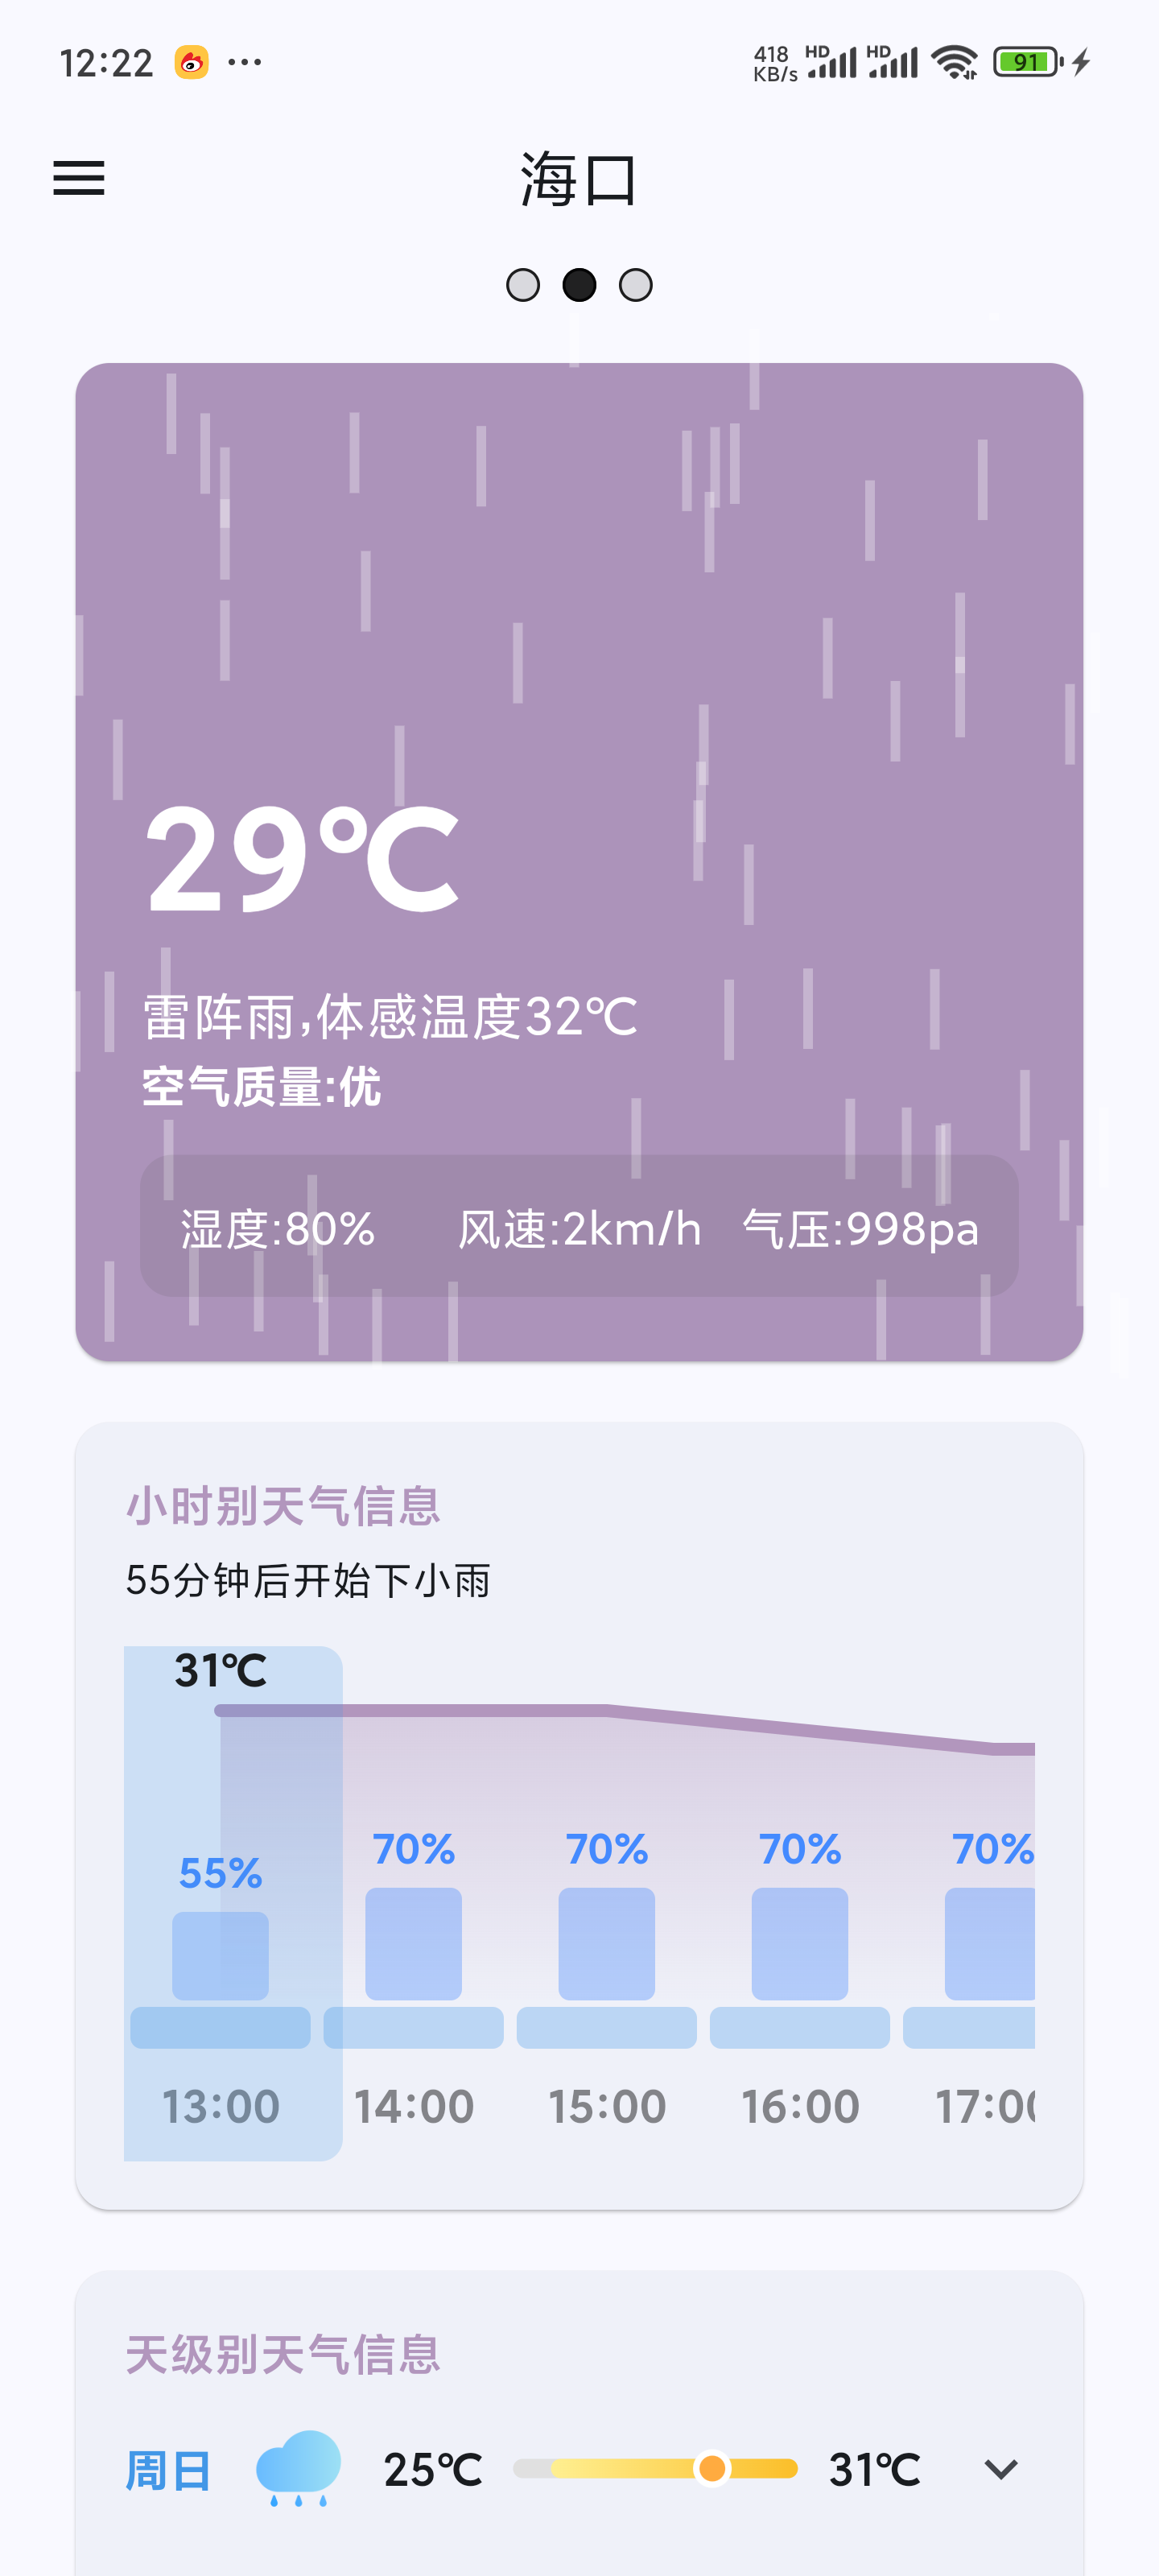 12:22
418 KB/s HD HD 91
海口
29℃
雷阵雨,体感温度32℃
空气质量:优
湿度:80% 风速:2km/h 气压:998pa
小时别天气信息
55分钟后开始下小雨
31℃
55% 70% 70% 70% 70%
13:00 14:00 15:00 16:00 17:00
天级别天气信息
周日 25℃ 31℃